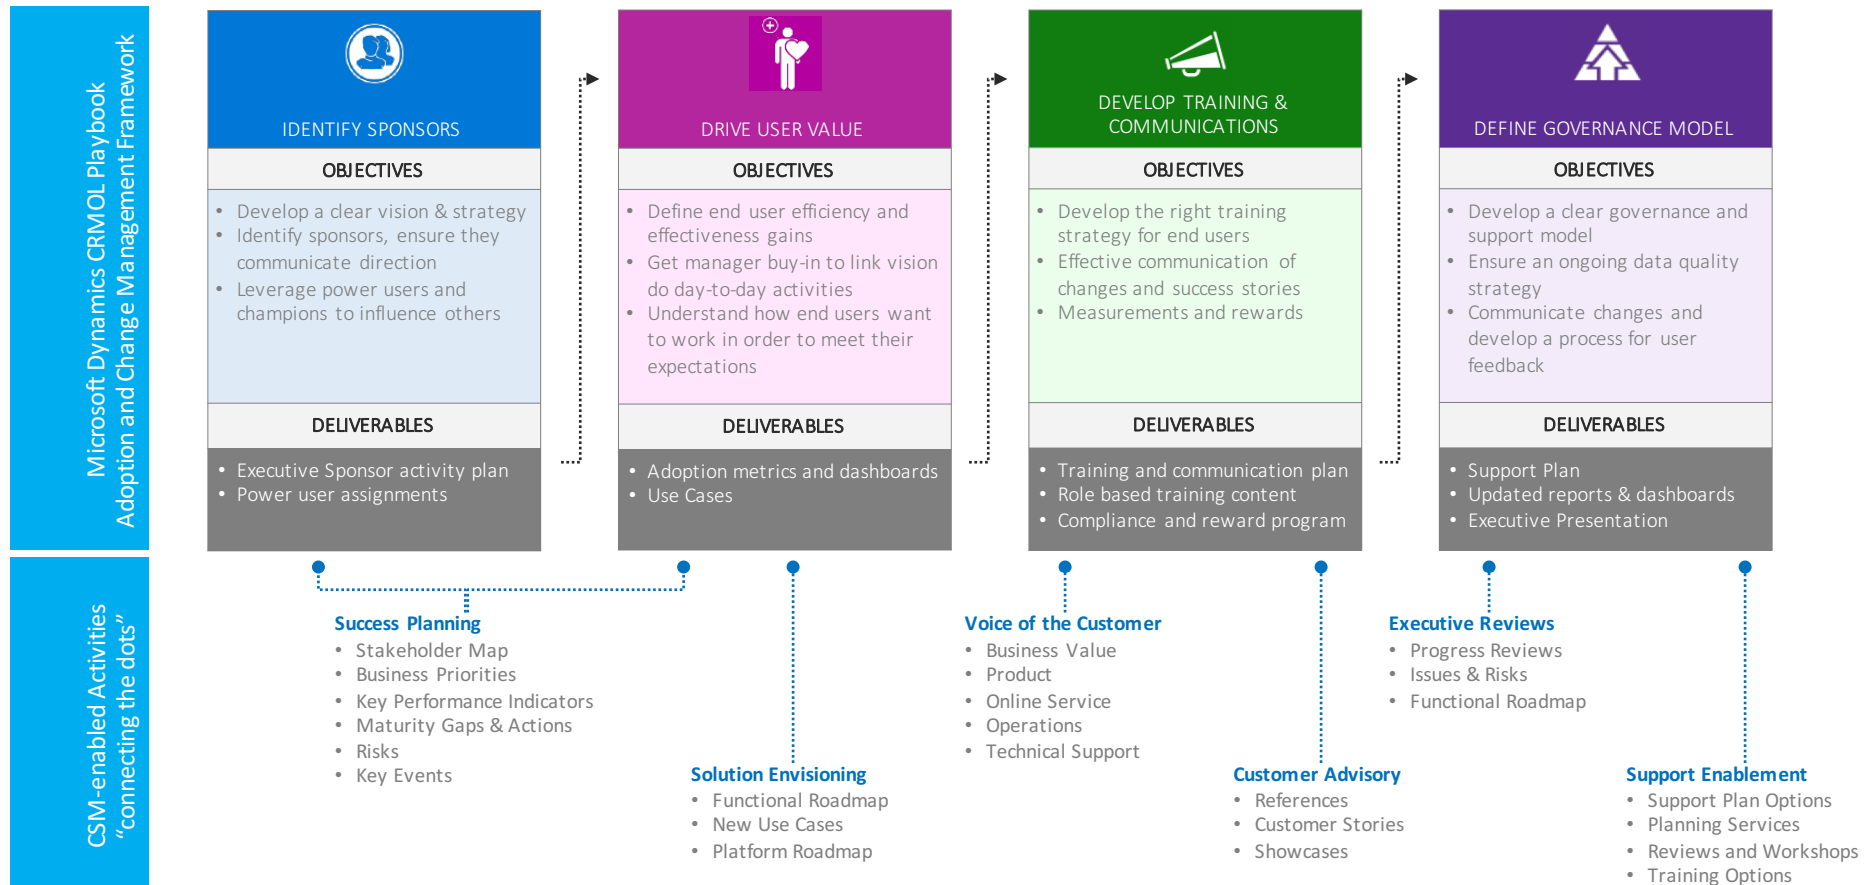 Microsoft Dynamics CRMOL Playbook
Adoption and Change Management Framework
IDENTIFY SPONSORS
OBJECTIVES
• Develop a clear vision & strategy
• Identify sponsors, ensure they
communicate direction
• Leverage power users and
champions to influence others
DELIVERABLES
• Executive Sponsor activity plan
• Power user assignments
DRIVE USER VALUE
OBJECTIVES
• Define end user efficiency and
effectiveness gains
• Get manager buy-in to link vision
do day-to-day activities
• Understand how end users want
to work in order to meet their
expectations
DELIVERABLES
• Adoption metrics and dashboards
• Use Cases
DEVELOP TRAINING &
COMMUNICATIONS
OBJECTIVES
• Develop the right training
strategy for end users
• Effective communication of
changes and success stories
• Measurements and rewards
DELIVERABLES
• Training and communication plan
• Role based training content
• Compliance and reward program
DEFINE GOVERNANCE MODEL
OBJECTIVES
• Develop a clear governance and
support model
• Ensure an ongoing data quality
strategy
• Communicate changes and
develop a process for user
feedback
DELIVERABLES
• Support Plan
• Updated reports & dashboards
• Executive Presentation
CSM-enabled Activities
“connecting the dots”
Success Planning
• Stakeholder Map
• Business Priorities
• Key Performance Indicators
• Maturity Gaps & Actions
• Risks
• Key Events
Solution Envisioning
• Functional Roadmap
• New Use Cases
• Platform Roadmap
Voice of the Customer
• Business Value
• Product
• Online Service
• Operations
• Technical Support
Customer Advisory
• References
• Customer Stories
• Showcases
Executive Reviews
• Progress Reviews
• Issues & Risks
• Functional Roadmap
Support Enablement
• Support Plan Options
• Planning Services
• Reviews and Workshops
• Training Options